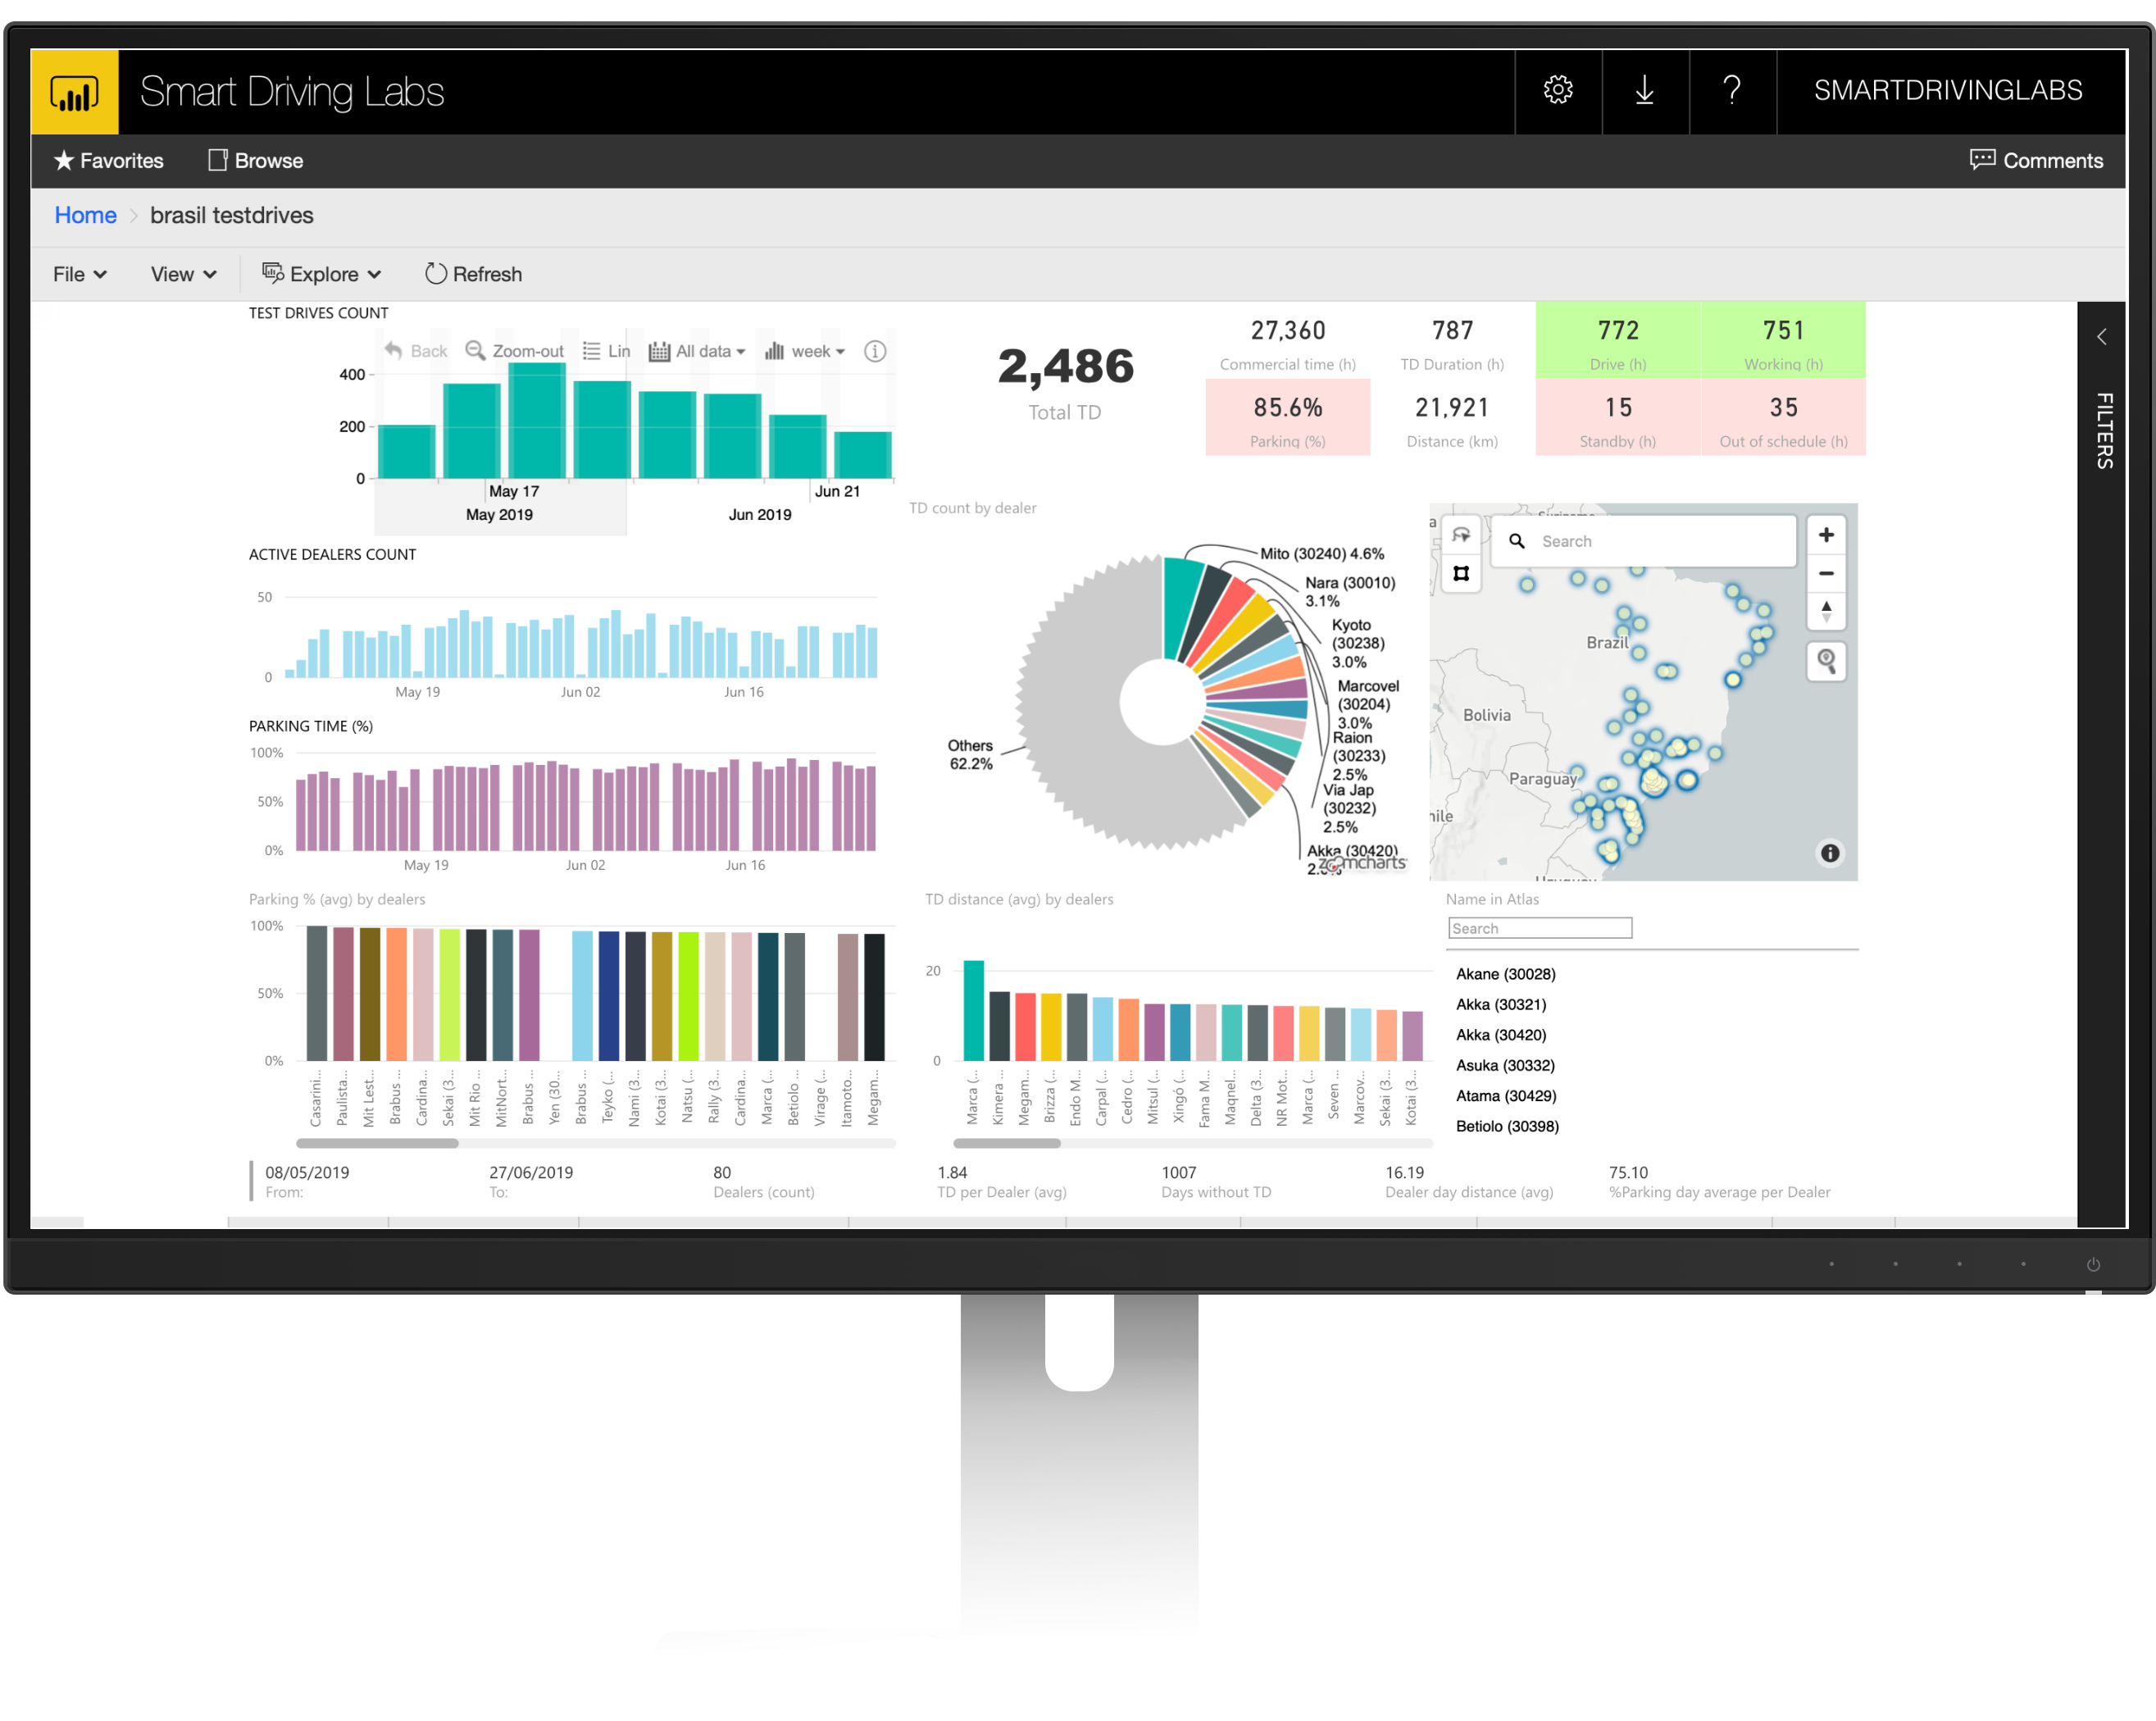 Smart Driving Labs
?
SMARTDRIVINGLABS
Favorites
Browse
Comments
Home > brasil testdrives
File
View
Explore
Refresh
FILTERS
TEST DRIVES COUNT
Back
Zoom-out
Lin
All data
week
400
200
0
May 17
Jun 21
May 2019
Jun 2019
2,486
Total TD
27,360
Commercial time (h)
787
TD Duration (h)
772
Drive (h)
751
Working (h)
85.6%
Parking (%)
21,921
Distance (km)
15
Standby (h)
35
Out of schedule (h)
ACTIVE DEALERS COUNT
50
0
May 19
Jun 02
Jun 16
PARKING TIME (%)
100%
50%
0%
May 19
Jun 02
Jun 16
TD count by dealer
Mito (30240) 4.6%
Nara (30010)
3.1%
Kyoto
(30238)
3.0%
Marcovel
(30204)
3.0%
Raion
(30233)
2.5%
Via Jap
(30232)
2.5%
Akka (30420)
Others
62.2%
zoomcharts
Search
Brazil
Bolivia
Paraguay
hile
Parking % (avg) by dealers
100%
50%
0%
Casarini...
Paulista...
Mit Lest...
Brabus ...
Cardina...
Sekai (3...
Mit Rio ...
MitNort...
Brabus ...
Yen (30...
Brabus ...
Teyko (...
Nami (3...
Kotai (3...
Natsu (...
Rally (3...
Cardina...
Marca (...
Betiolo ...
Virage (...
Itamoto...
Megam...
TD distance (avg) by dealers
20
0
Marca (...
Kimera ...
Megam...
Brizza (...
Endo M...
Carpal (...
Cedro (...
Mitsul (...
Xingó (...
Fama M...
Maqnel...
Delta (3...
NR Mot...
Marca (...
Seven ...
Marcov...
Sekai (3...
Kotai (3...
Name in Atlas
Search
Akane (30028)
Akka (30321)
Akka (30420)
Asuka (30332)
Atama (30429)
Betiolo (30398)
08/05/2019
From:
27/06/2019
To:
80
Dealers (count)
1.84
TD per Dealer (avg)
1007
Days without TD
16.19
Dealer day distance (avg)
75.10
%Parking day average per Dealer